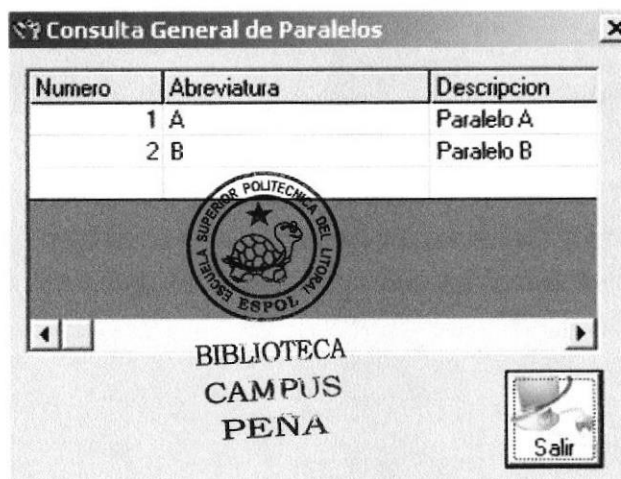 Consulta General de Paralelos
Numero Abreviatura Descripcion
1 A Paralelo A
2 B Paralelo B
ESCUELA SUPERIOR POLITECNICA DEL LITORAL
ESPOL
BIBLIOTECA
CAMPUS
PEÑA
Salir